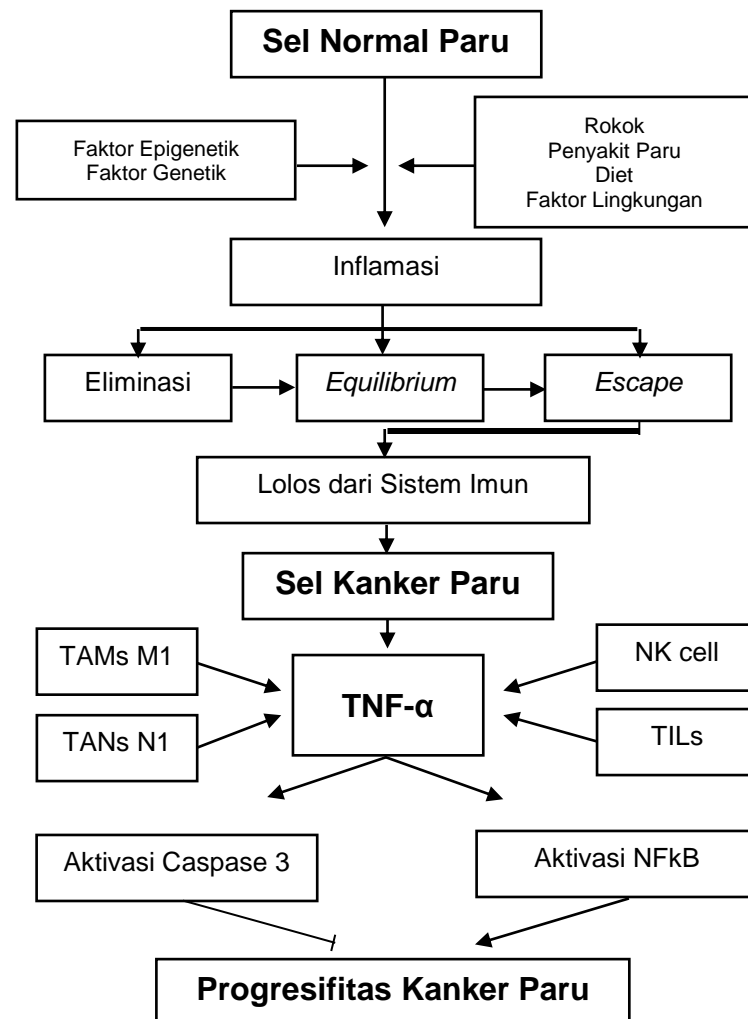 Sel Normal Paru
Faktor Epigenetik
Faktor Genetik
Rokok
Penyakit Paru
Diet
Faktor Lingkungan
Inflamasi
Eliminasi
Equilibrium
Escape
Lolos dari Sistem Imun
Sel Kanker Paru
TAMs M1
TANs N1
TNF-α
NK cell
TILs
Aktivasi Caspase 3
Aktivasi NFkB
Progresifitas Kanker Paru